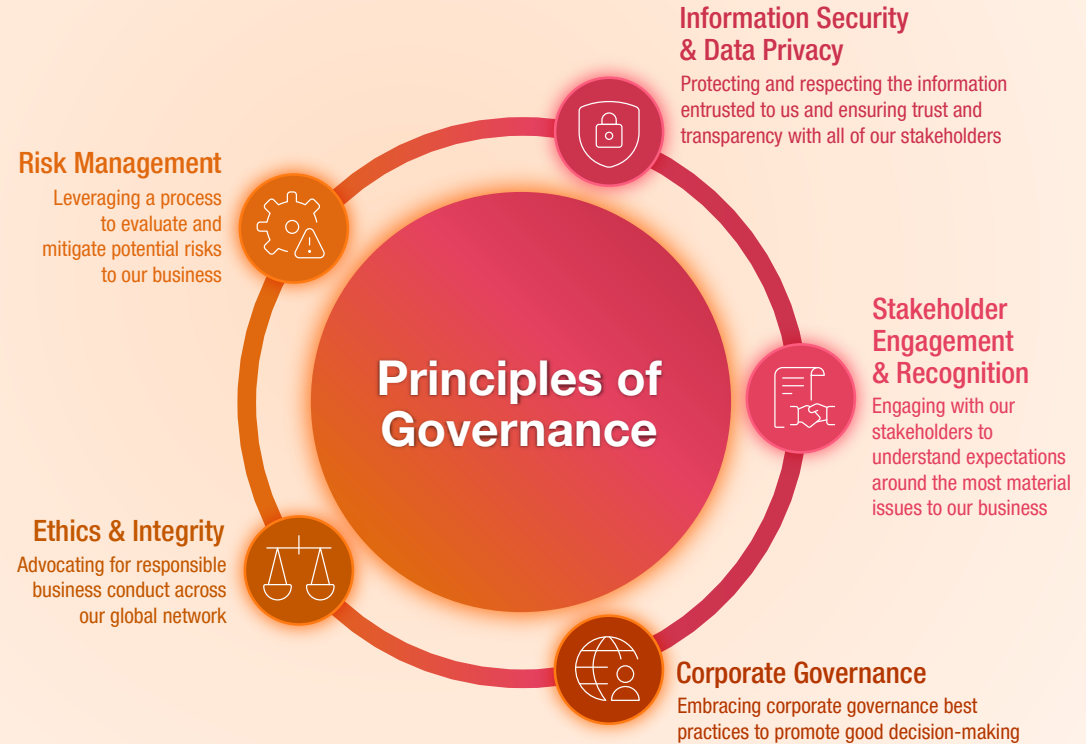 Information Security
& Data Privacy
Protecting and respecting the information
entrusted to us and ensuring trust and
transparency with all of our stakeholders
Risk Management
Leveraging a process
to evaluate and
mitigate potential risks
to our business
Principles of
Governance
Stakeholder
Engagement
& Recognition
Engaging with our
stakeholders to
understand expectations
around the most material
issues to our business
Ethics & Integrity
Advocating for responsible
business conduct across
our global network
Corporate Governance
Embracing corporate governance best
practices to promote good decision-making